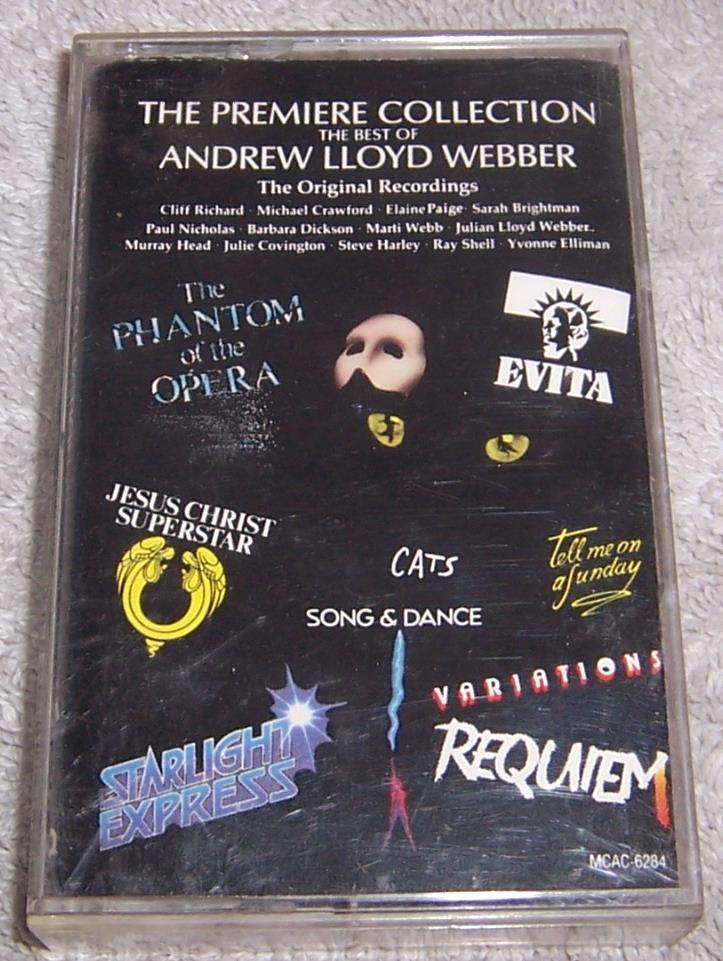 THE PREMIERE COLLECTION
THE BEST OF
ANDREW LLOYD WEBBER
The Original Recordings
Cliff Richard · Michael Crawford · Elaine Paige · Sarah Brightman
Paul Nicholas · Barbara Dickson · Marti Webb · Julian Lloyd Webber
Murray Head · Julie Covington · Steve Harley · Ray Shell · Yvonne Elliman
The
PHANTOM
of the
OPERA
EVITA
JESUS CHRIST
SUPERSTAR
CATS
Tell me on
a Sunday
SONG & DANCE
VARIATIONS
STARLIGHT
EXPRESS
REQUIEM
MCAC-6284